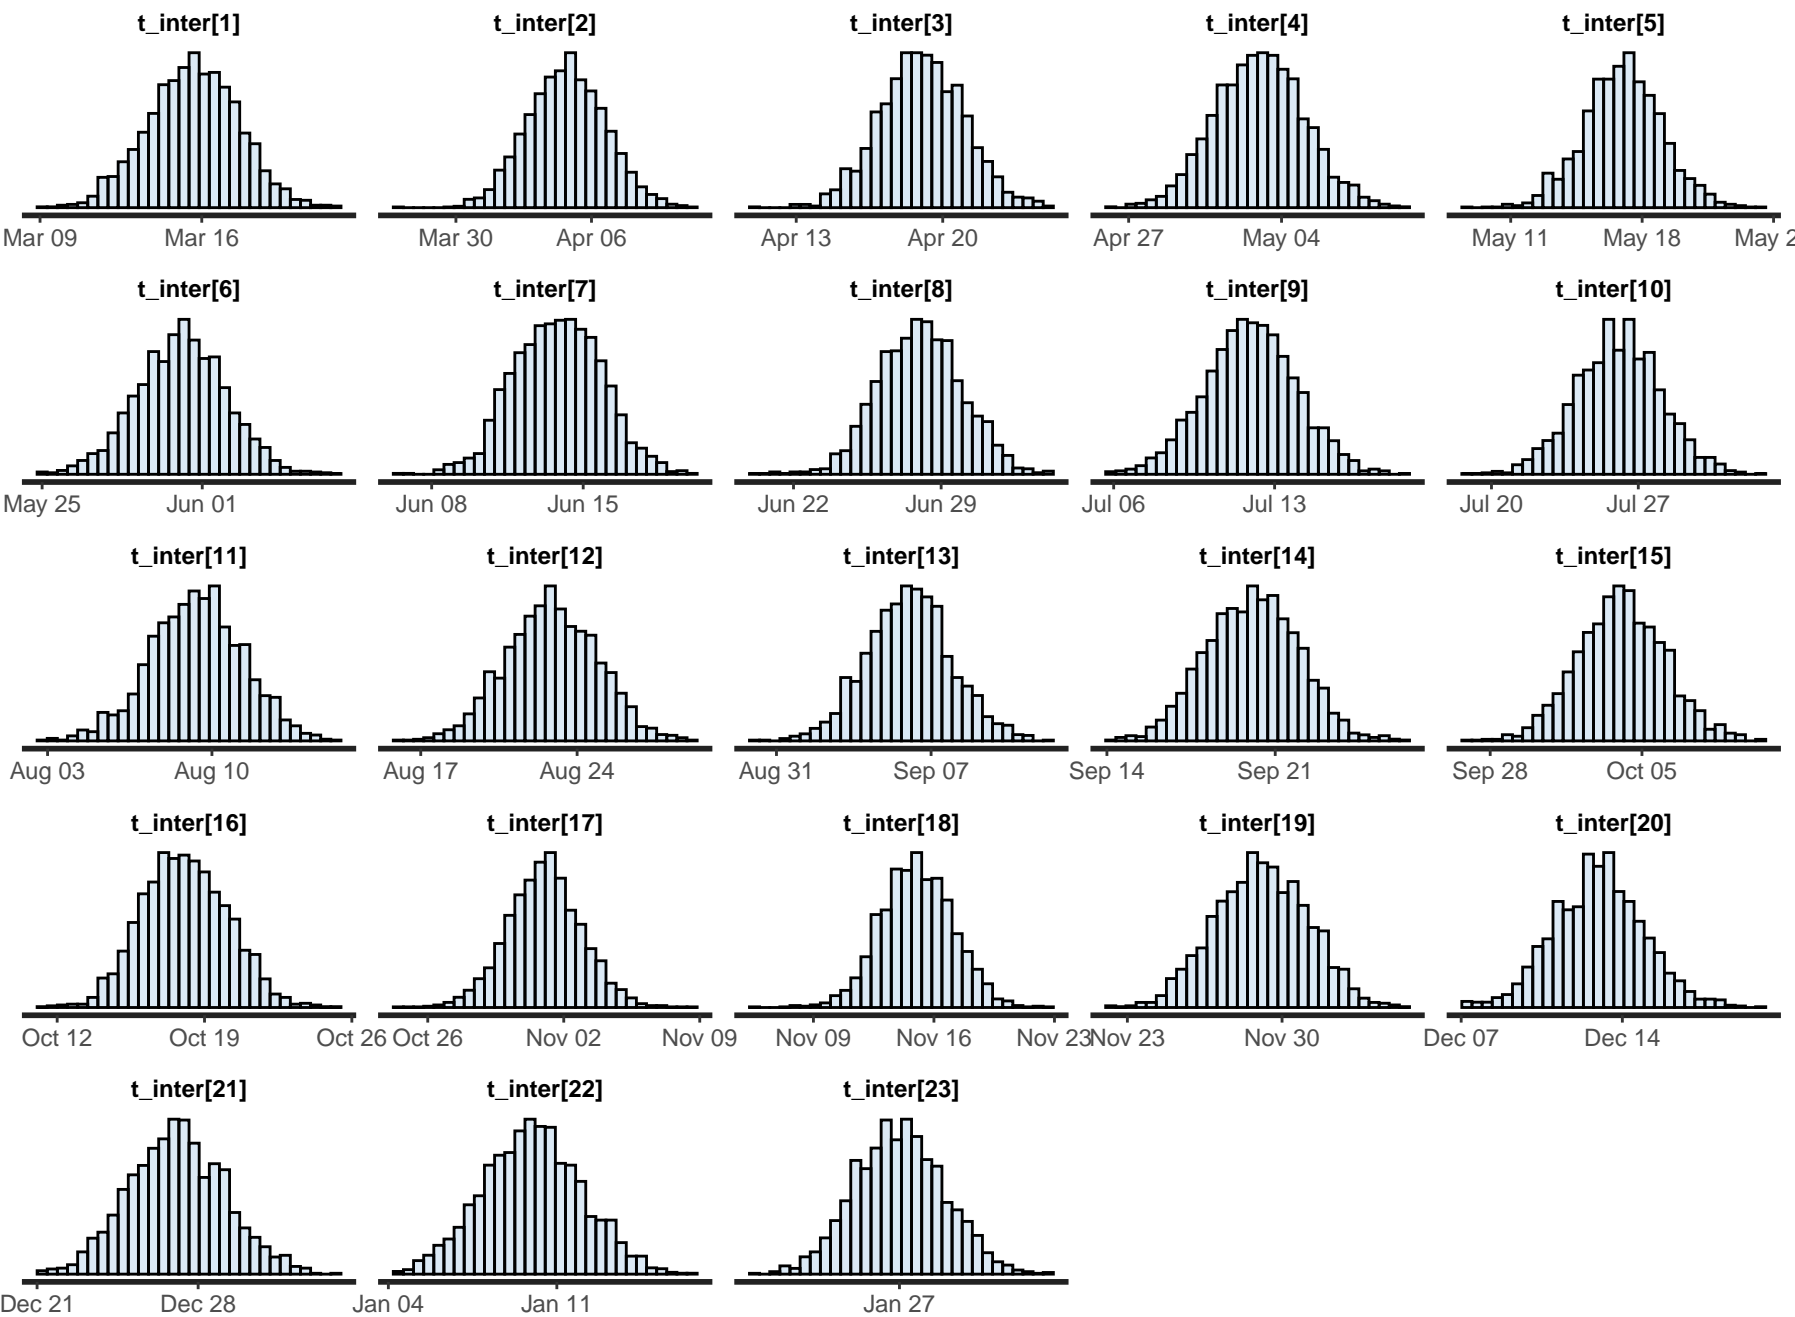 t_inter[1] t_inter[2] t_inter[3] t_inter[4] t_inter[5]
Mar 09 Mar 16 Mar 30 Apr 06 Apr 13 Apr 20 Apr 27 May 04 May 11 May 18 May 2
t_inter[6] t_inter[7] t_inter[8] t_inter[9] t_inter[10]
May 25 Jun 01 Jun 08 Jun 15 Jun 22 Jun 29 Jul 06 Jul 13 Jul 20 Jul 27
t_inter[11] t_inter[12] t_inter[13] t_inter[14] t_inter[15]
Aug 03 Aug 10 Aug 17 Aug 24 Aug 31 Sep 07 Sep 14 Sep 21 Sep 28 Oct 05
t_inter[16] t_inter[17] t_inter[18] t_inter[19] t_inter[20]
Oct 12 Oct 19 Oct 26 Oct 26 Nov 02 Nov 09 Nov 09 Nov 16 Nov 23 Nov 23 Nov 30 Dec 07 Dec 14
t_inter[21] t_inter[22] t_inter[23]
Dec 21 Dec 28 Jan 04 Jan 11 Jan 27